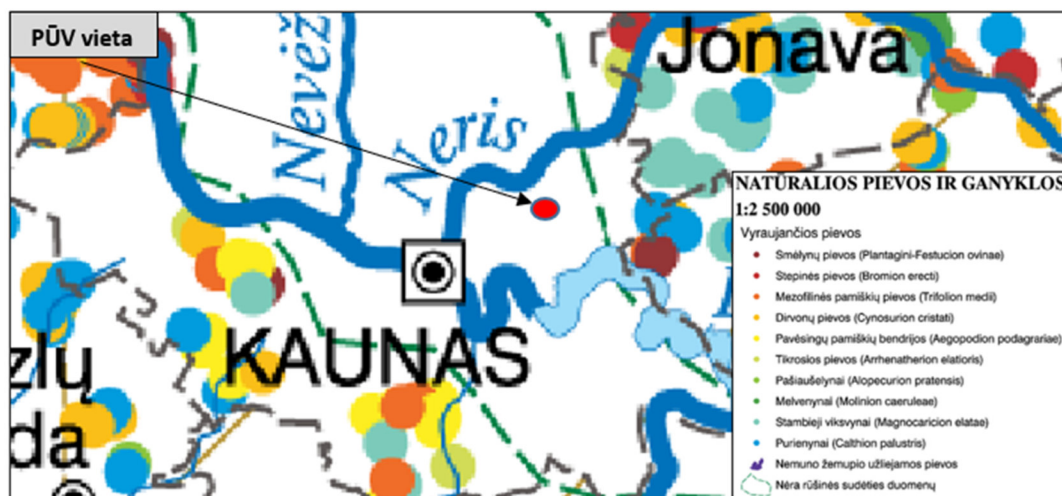 PŪV vieta
Nevėž
Neris
Jonava
KAUNAS
zlų
da
NATŪRALIOS PIEVOS IR GANYKLOS
1:2 500 000
Vyraujančios pievos
Smėlynų pievos (Plantagini-Festucion ovinae)
Stepinės pievos (Bromion erecti)
Mezofilinės pamiškių pievos (Trifolion medii)
Dirvonų pievos (Cynosurion cristati)
Pavėsingų pamiškių bendrijos (Aegopodion podagrariae)
Tikrosios pievos (Arrhenatherion elatioris)
Pašiaušėlynai (Alopecurion pratensis)
Melvenynai (Molinion caeruleae)
Stambieji viksvynai (Magnocaricion elatae)
Purienynai (Calthion palustris)
Nemuno žemupio užliejamos pievos
Nėra rūšinės sudėties duomenų